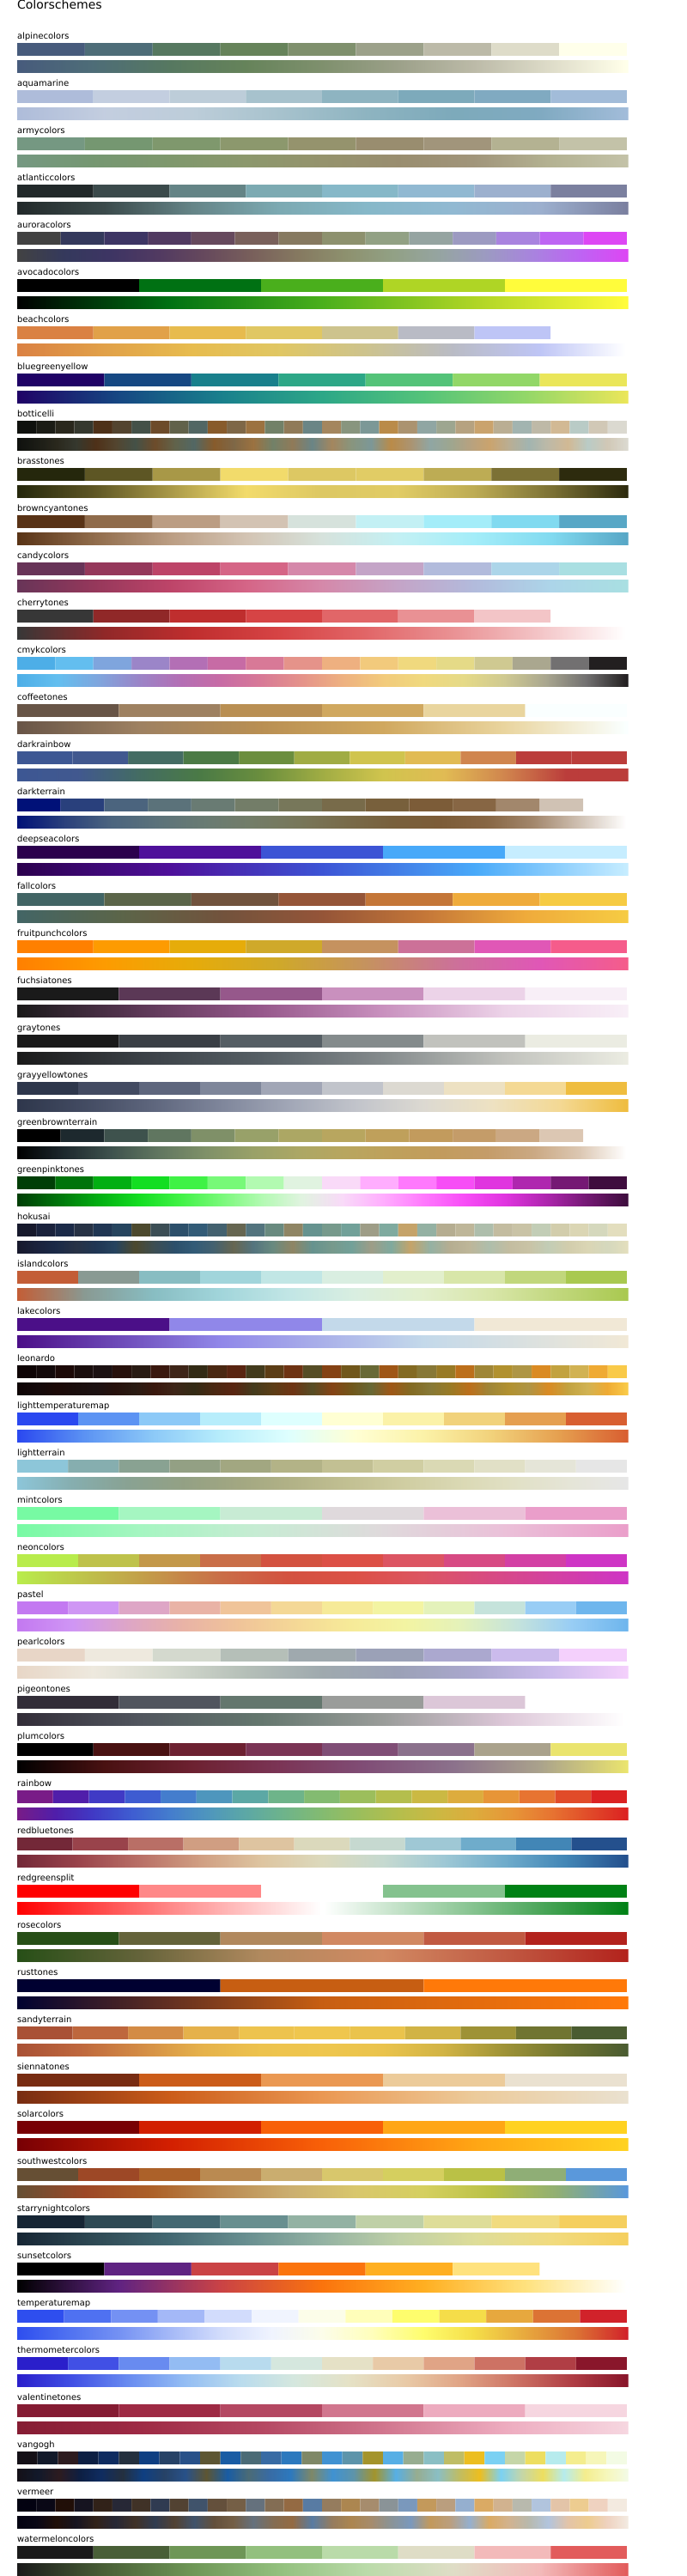 Colorschemes
alpinecolors
aquamarine
armycolors
atlanticcolors
auroracolors
avocadocolors
beachcolors
bluegreenyellow
botticelli
brasstones
browncyantones
candycolors
cherrytones
cmykcolors
coffeetones
darkrainbow
darkterrain
deepseacolors
fallcolors
fruitpunchcolors
fuchsiatones
graytones
grayyellowtones
greenbrownterrain
greenpinktones
hokusai
islandcolors
lakecolors
leonardo
lighttemperaturemap
lightterrain
mintcolors
neoncolors
pastel
pearlcolors
pigeontones
plumcolors
rainbow
redbluetones
redgreensplit
rosecolors
rusttones
sandyterrain
siennatones
solarcolors
southwestcolors
starrynightcolors
sunsetcolors
temperaturemap
thermometercolors
valentinetones
vangogh
vermeer
watermeloncolors